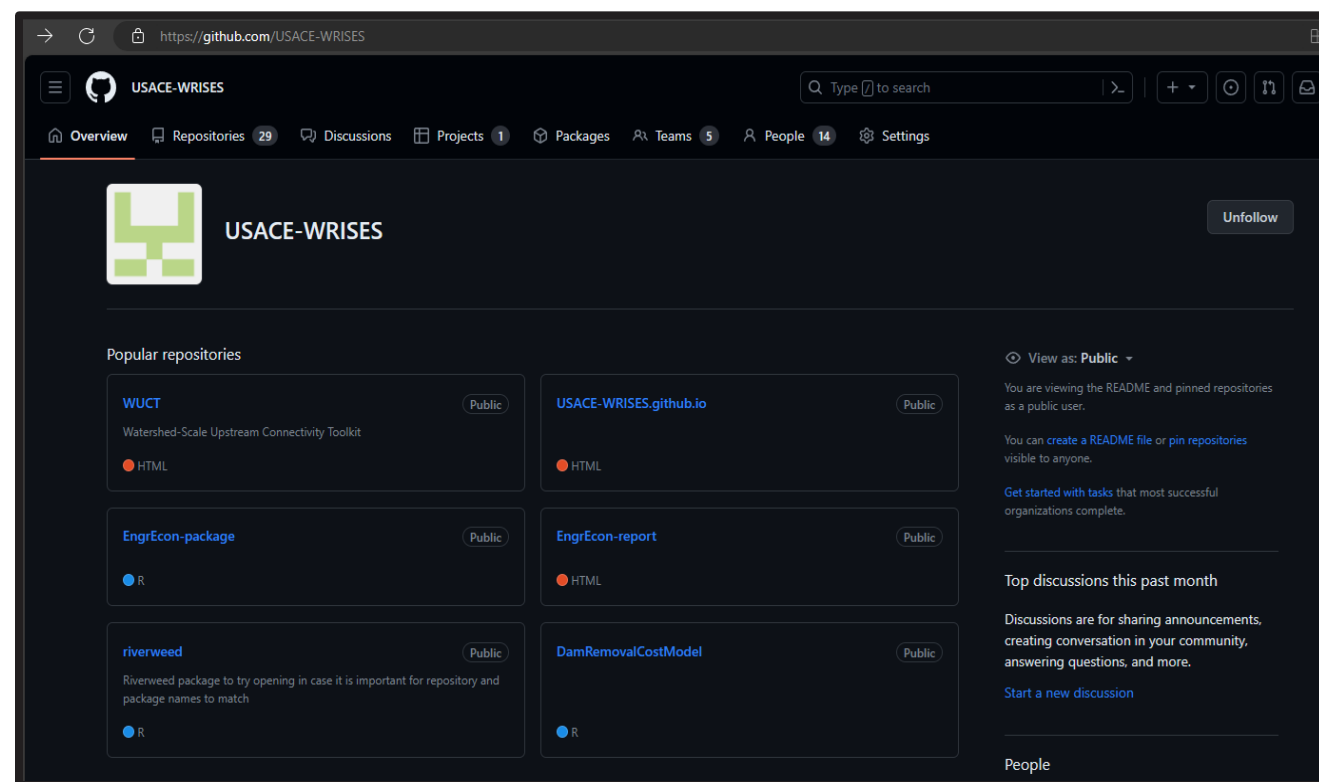 https://github.com/USACE-WRISES
USACE-WRISES
Type / to search
Overview Repositories 29 Discussions Projects 1 Packages Teams 5 People 14 Settings
USACE-WRISES
Unfollow
Popular repositories
WUCT Public
Watershed-Scale Upstream Connectivity Toolkit
HTML
USACE-WRISES.github.io Public
HTML
EngrEcon-package Public
R
EngrEcon-report Public
HTML
riverweed Public
Riverweed package to try opening in case it is important for repository and
package names to match
R
DamRemovalCostModel Public
R
View as: Public
You are viewing the README and pinned repositories
as a public user.
You can create a README file or pin repositories
visible to anyone.
Get started with tasks that most successful
organizations complete.
Top discussions this past month
Discussions are for sharing announcements,
creating conversation in your community,
answering questions, and more.
Start a new discussion
People